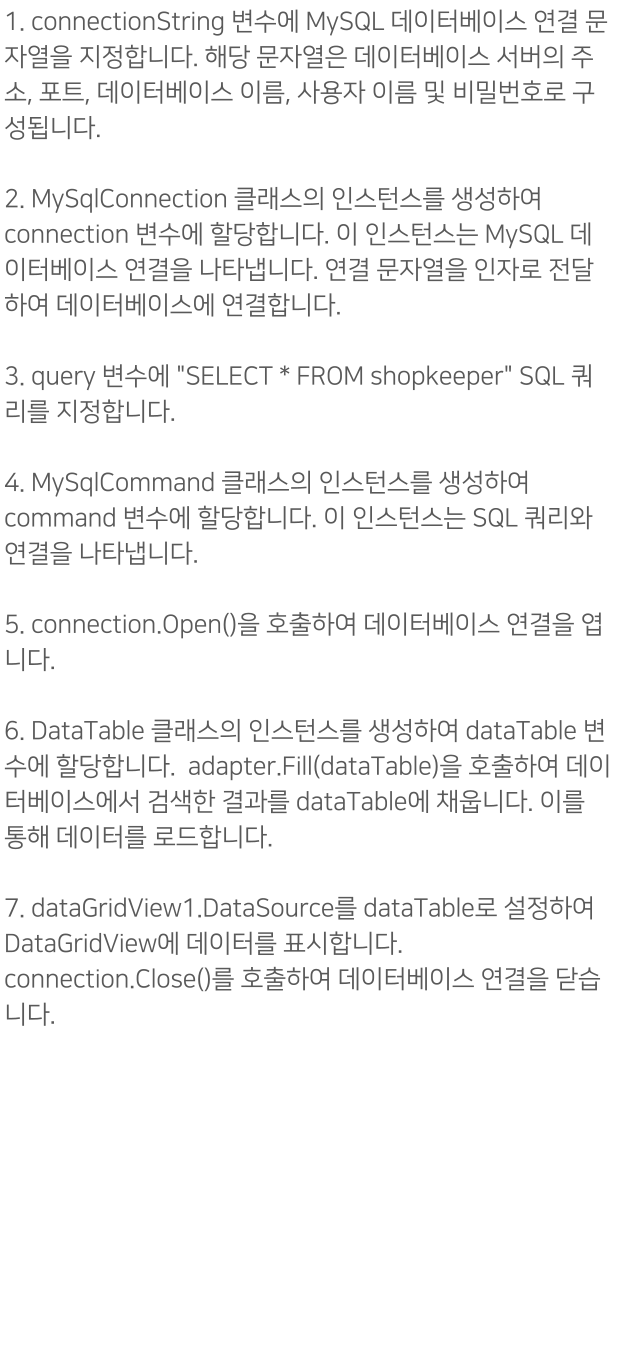 1. connectionString 변수에 MySQL 데이터베이스 연결 문
자열을 지정합니다. 해당 문자열은 데이터베이스 서버의 주
소, 포트, 데이터베이스 이름, 사용자 이름 및 비밀번호로 구
성됩니다.
2. MySqlConnection 클래스의 인스턴스를 생성하여
connection 변수에 할당합니다. 이 인스턴스는 MySQL 데
이터베이스 연결을 나타냅니다. 연결 문자열을 인자로 전달
하여 데이터베이스에 연결합니다.
3. query 변수에 "SELECT * FROM shopkeeper" SQL 쿼
리를 지정합니다.
4. MySqlCommand 클래스의 인스턴스를 생성하여
command 변수에 할당합니다. 이 인스턴스는 SQL 쿼리와
연결을 나타냅니다.
5. connection.Open()을 호출하여 데이터베이스 연결을 엽
니다.
6. DataTable 클래스의 인스턴스를 생성하여 dataTable 변
수에 할당합니다.  adapter.Fill(dataTable)을 호출하여 데이
터베이스에서 검색한 결과를 dataTable에 채웁니다. 이를
통해 데이터를 로드합니다.
7. dataGridView1.DataSource를 dataTable로 설정하여
DataGridView에 데이터를 표시합니다.
connection.Close()를 호출하여 데이터베이스 연결을 닫습
니다.